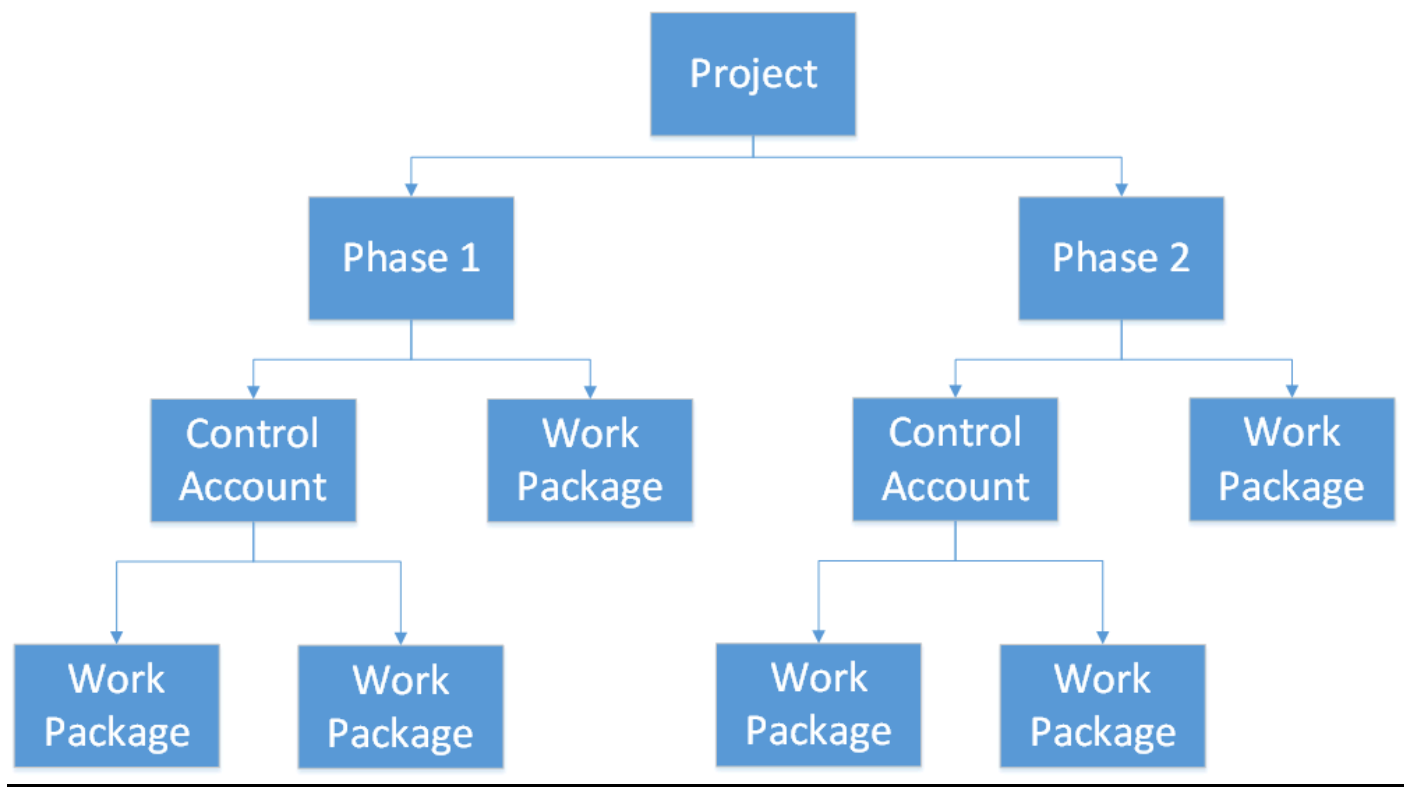 Project
Phase 1
Phase 2
Control
Account
Work
Package
Control
Account
Work
Package
Work
Package
Work
Package
Work
Package
Work
Package